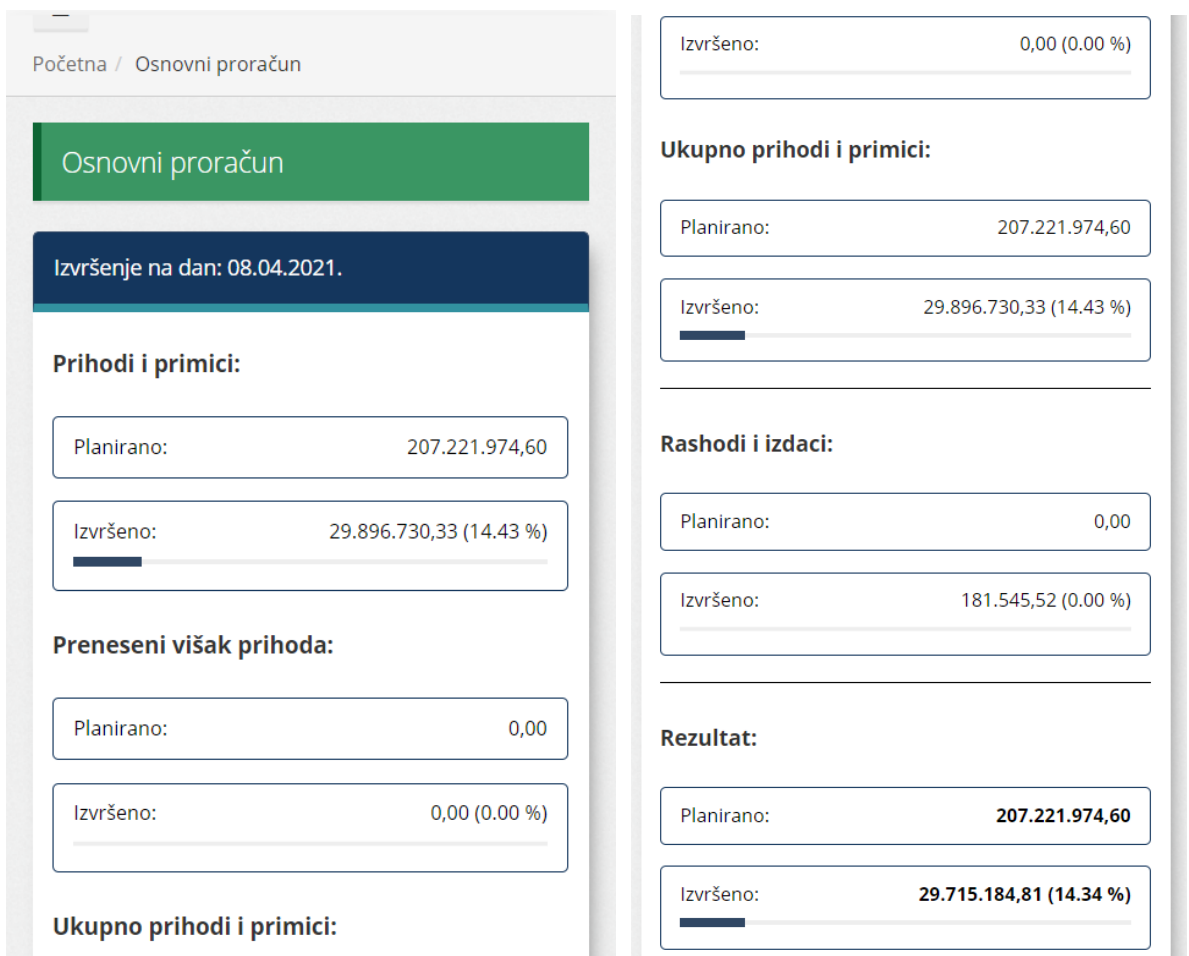 Početna / Osnovni proračun
Osnovni proračun
Izvršenje na dan: 08.04.2021.
Prihodi i primici:
Planirano: 207.221.974,60
Izvršeno: 29.896.730,33 (14.43 %)
Preneseni višak prihoda:
Planirano: 0,00
Izvršeno: 0,00 (0.00 %)
Ukupno prihodi i primici:
Izvršeno: 0,00 (0.00 %)
Ukupno prihodi i primici:
Planirano: 207.221.974,60
Izvršeno: 29.896.730,33 (14.43 %)
Rashodi i izdaci:
Planirano: 0,00
Izvršeno: 181.545,52 (0.00 %)
Rezultat:
Planirano: 207.221.974,60
Izvršeno: 29.715.184,81 (14.34 %)